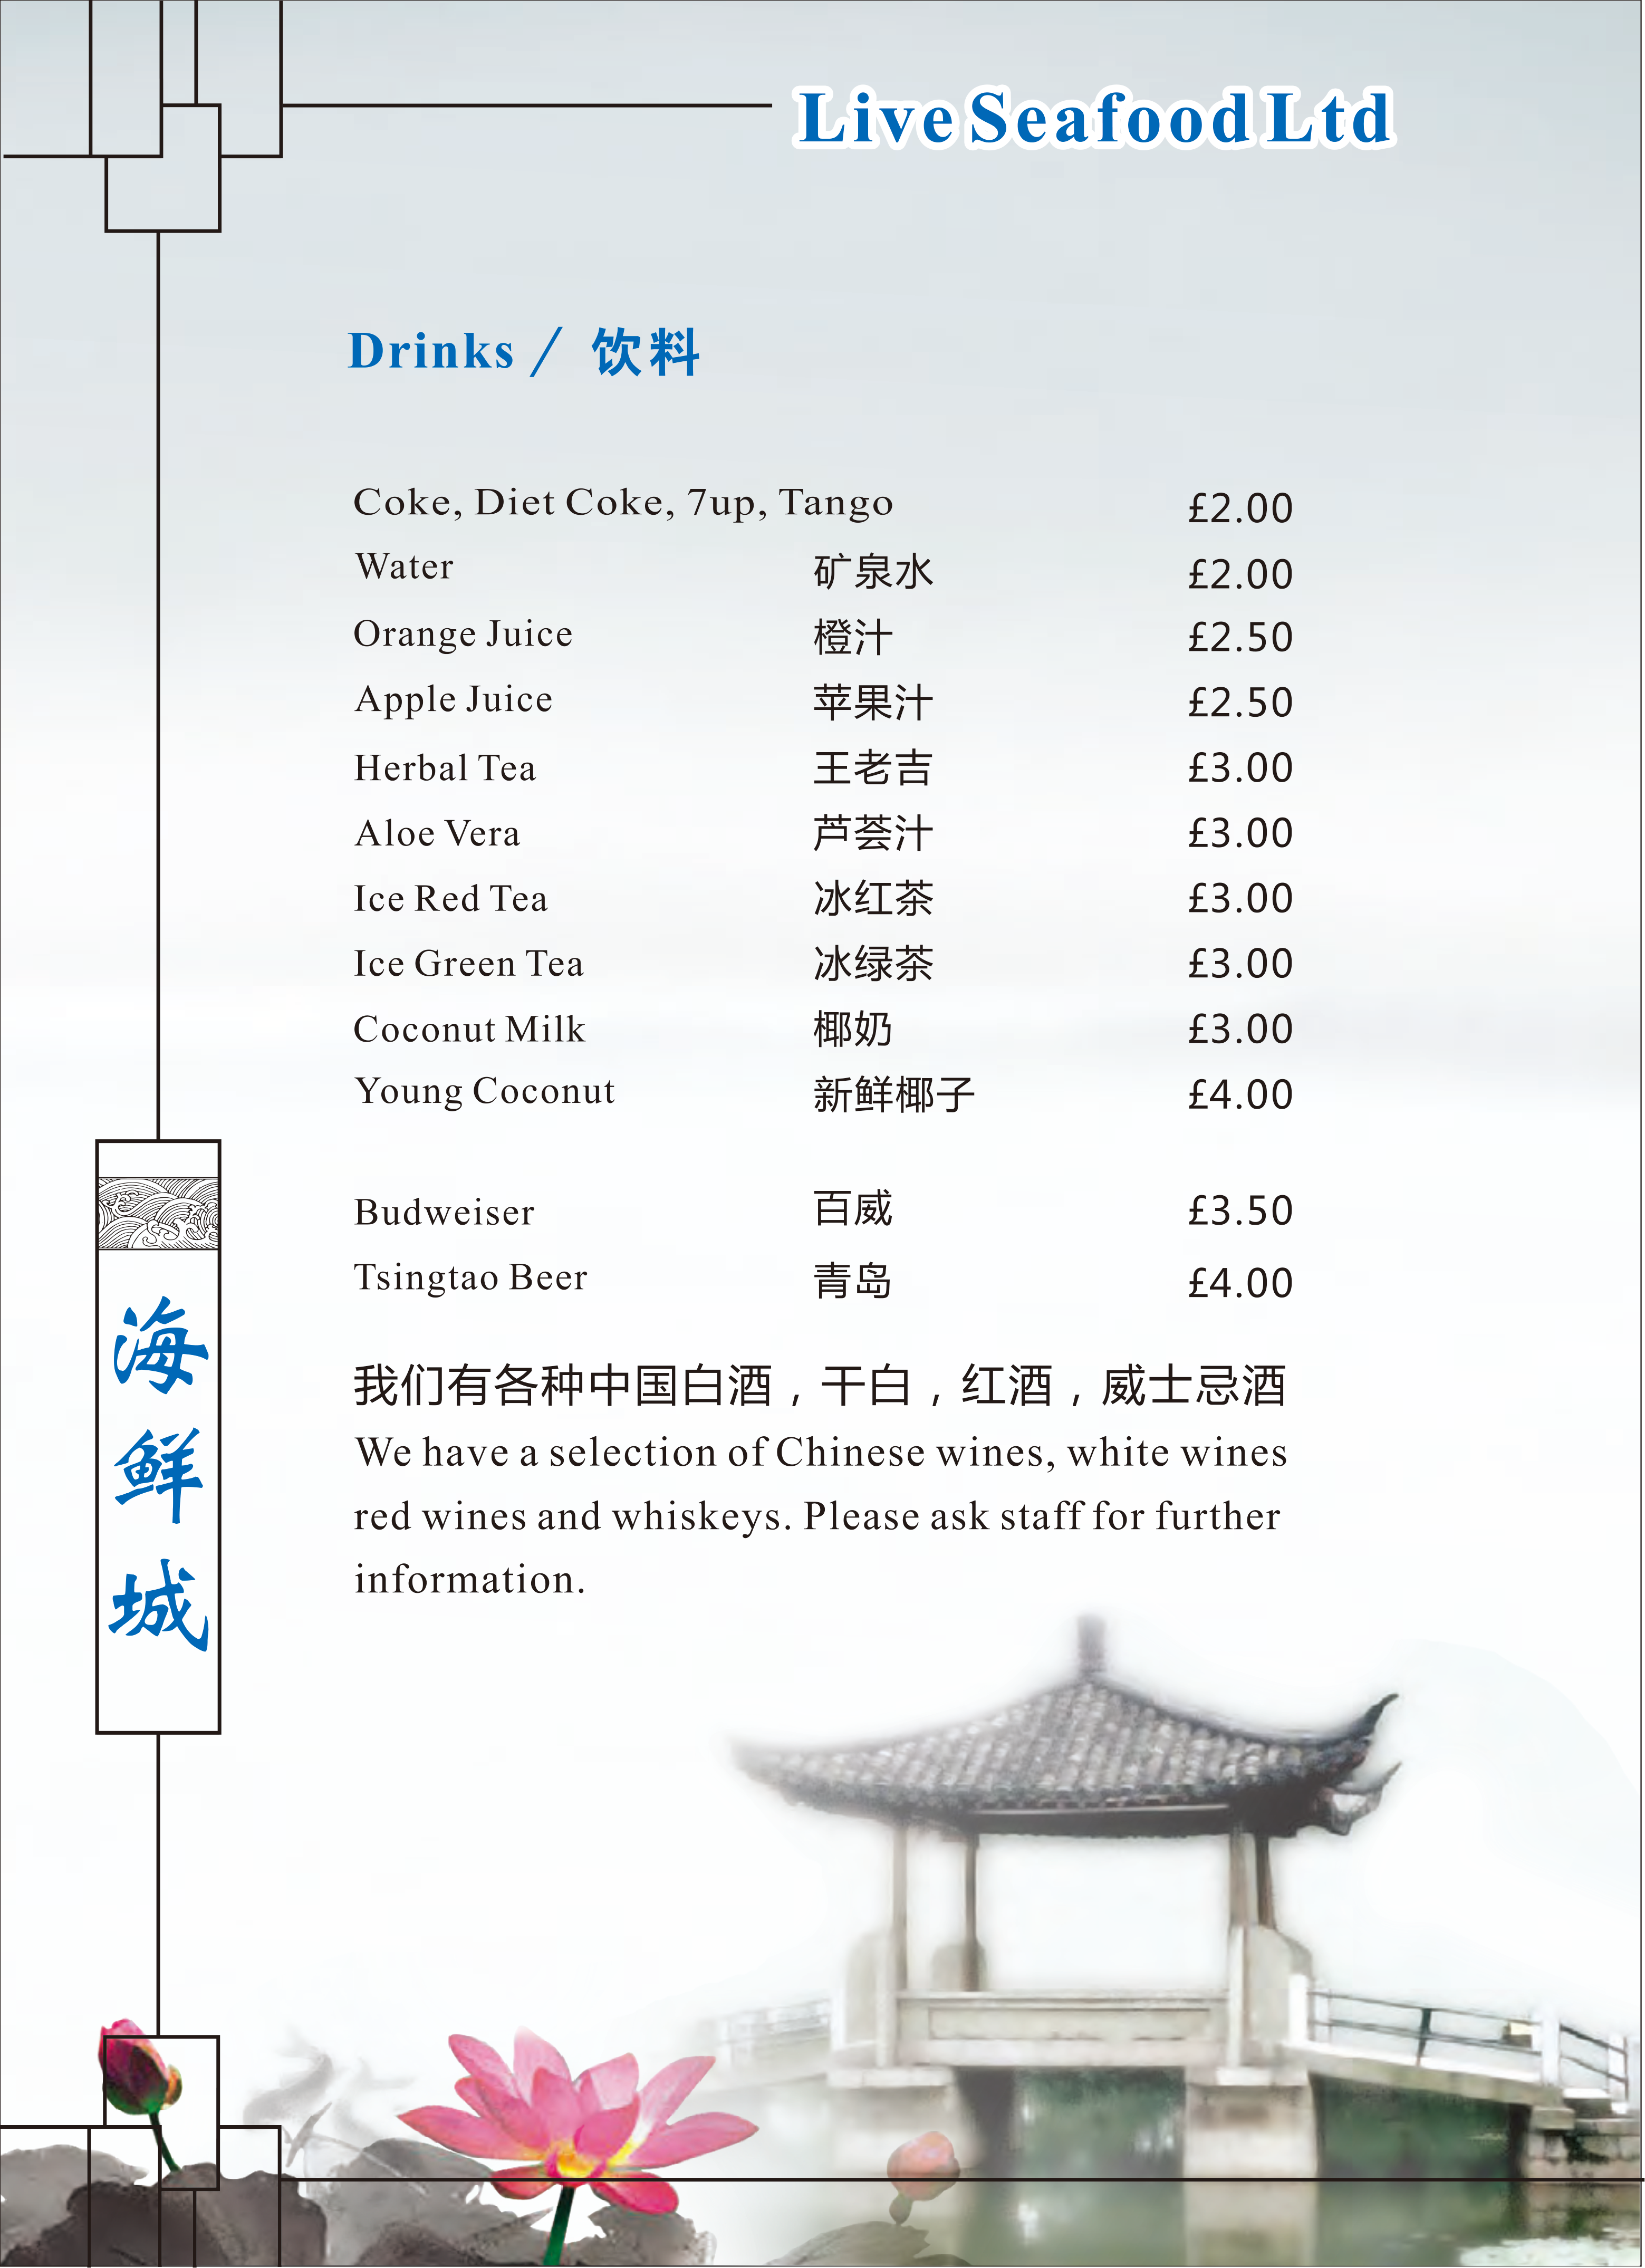 Live Seafood Ltd
Drinks / 饮料
Coke, Diet Coke, 7up, Tango £2.00
Water 矿泉水 £2.00
Orange Juice 橙汁 £2.50
Apple Juice 苹果汁 £2.50
Herbal Tea 王老吉 £3.00
Aloe Vera 芦荟汁 £3.00
Ice Red Tea 冰红茶 £3.00
Ice Green Tea 冰绿茶 £3.00
Coconut Milk 椰奶 £3.00
Young Coconut 新鲜椰子 £4.00
Budweiser 百威 £3.50
Tsingtao Beer 青岛 £4.00
我们有各种中国白酒，干白，红酒，威士忌酒
We have a selection of Chinese wines, white wines
red wines and whiskeys. Please ask staff for further
information.
海鲜城